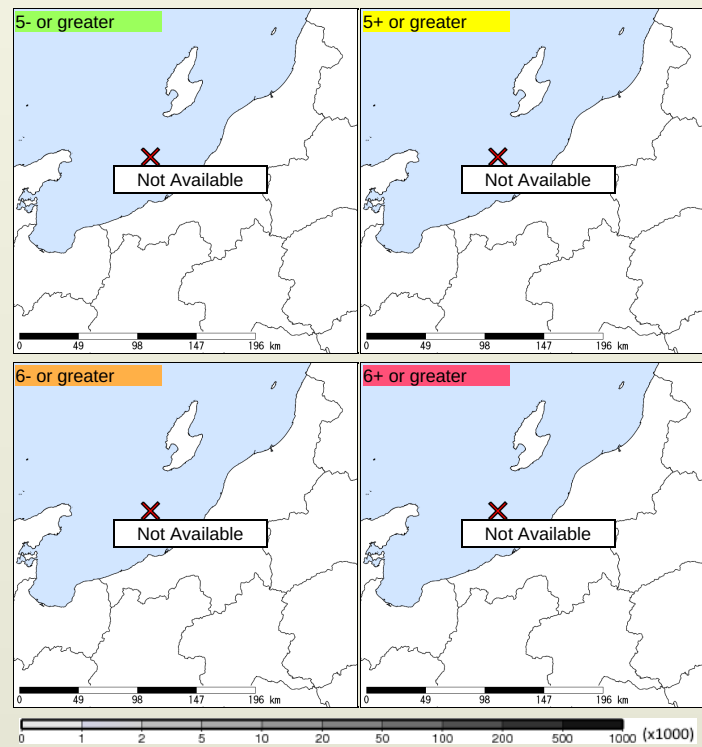 5- or greater
5+ or greater
Not Available
Not Available
0 49 98 147 196 km
0 49 98 147 196 km
6- or greater
6+ or greater
Not Available
Not Available
0 49 98 147 196 km
0 49 98 147 196 km
0 1 2 5 10 20 50 100 200 500 1000 (x1000)